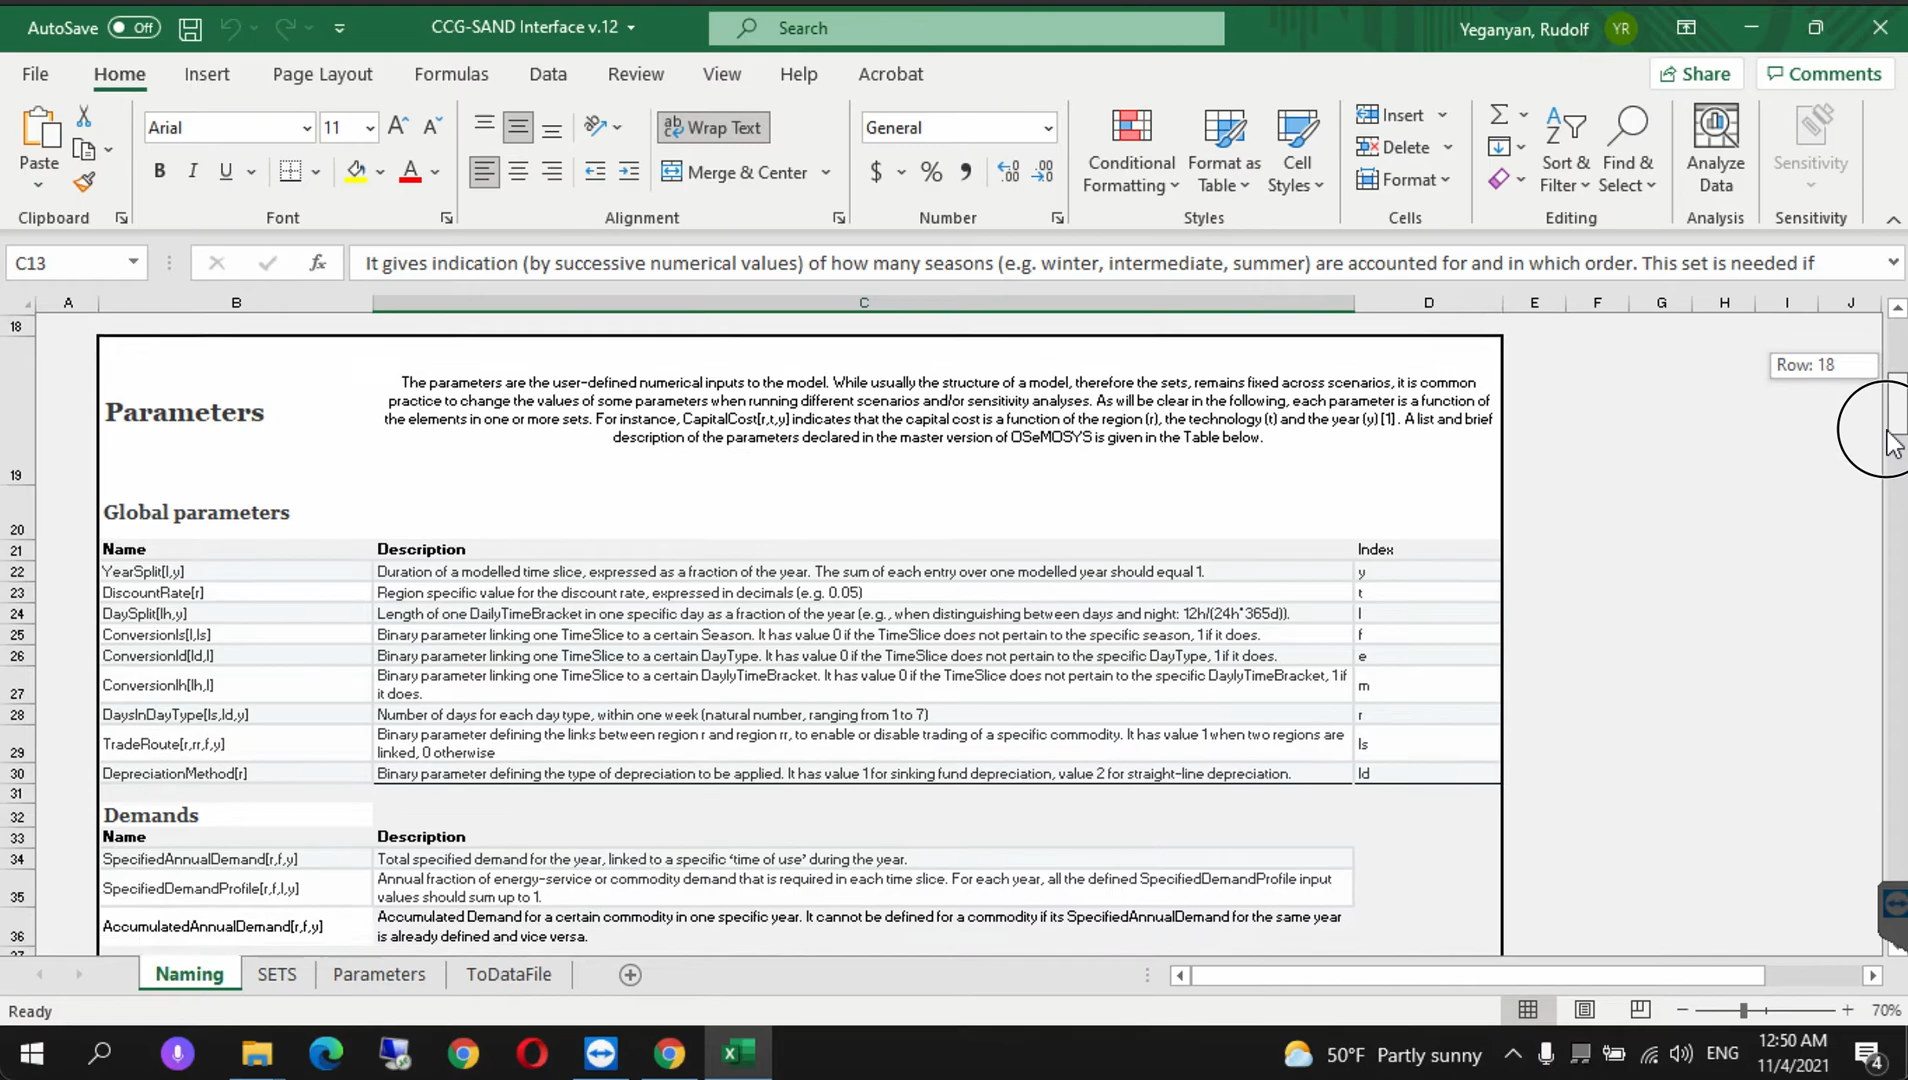 AutoSave Off CCG-SAND Interface v.12 Search Yeganyan, Rudolf YR
File Home Insert Page Layout Formulas Data Review View Help Acrobat Share Comments
Paste
Clipboard
Arial 11
B I U A
Font
ab Wrap Text
Merge & Center
Alignment
General
$ % ,
Number
Conditional
Formatting
Format as
Table
Cell
Styles
Styles
Insert
Delete
Format
Cells
Sort &
Filter
Find &
Select
Editing
Analyze
Data
Analysis
Sensitivity
Sensitivity
C13 fx It gives indication (by successive numerical values) of how many seasons (e.g. winter, intermediate, summer) are accounted for and in which order. This set is needed if
A B C D E F G H I J
18
Row: 18
The parameters are the user-defined numerical inputs to the model. While usually the structure of a model, therefore the sets, remains fixed across scenarios, it is common
practice to change the values of some parameters when running different scenarios and/or sensitivity analyses. As will be clear in the following, each parameter is a function of
the elements in one or more sets. For instance, CapitalCost[r,t,y] indicates that the capital cost is a function of the region (r), the technology (t) and the year (y) [1]. A list and brief
description of the parameters declared in the master version of OSeMOSYS is given in the Table below.
Parameters
19
20 Global parameters
21 Name Description Index
22 YearSplit[l,y] Duration of a modelled time slice, expressed as a fraction of the year. The sum of each entry over one modelled year should equal 1. y
23 DiscountRate[r] Region specific value for the discount rate, expressed in decimals (e.g. 0.05) t
24 DaySplit[lh,y] Length of one DailyTimeBracket in one specific day as a fraction of the year (e.g., when distinguishing between days and night: 12h/(24h*365d)). l
25 Conversionls[l,ls] Binary parameter linking one TimeSlice to a certain Season. It has value 0 if the TimeSlice does not pertain to the specific season, 1 if it does. f
26 Conversionld[ld,l] Binary parameter linking one TimeSlice to a certain DayType. It has value 0 if the TimeSlice does not pertain to the specific DayType, 1 if it does. e
27 Conversionlh[lh,l] Binary parameter linking one TimeSlice to a certain DaylyTimeBracket. It has value 0 if the TimeSlice does not pertain to the specific DaylyTimeBracket, 1 if
it does. m
28 DaysInDayType[ls,ld,y] Number of days for each day type, within one week (natural number, ranging from 1 to 7) r
29 TradeRoute[r,rr,f,y] Binary parameter defining the links between region r and region rr, to enable or disable trading of a specific commodity. It has value 1 when two regions are
linked, 0 otherwise ls
30 DepreciationMethod[r] Binary parameter defining the type of depreciation to be applied. It has value 1 for sinking fund depreciation, value 2 for straight-line depreciation. ld
31
32 Demands
33 Name Description
34 SpecifiedAnnualDemand[r,f,y] Total specified demand for the year, linked to a specific ‘time of use’ during the year.
35 SpecifiedDemandProfile[r,f,l,y] Annual fraction of energy-service or commodity demand that is required in each time slice. For each year, all the defined SpecifiedDemandProfile input
values should sum up to 1.
36 AccumulatedAnnualDemand[r,f,y] Accumulated Demand for a certain commodity in one specific year. It cannot be defined for a commodity if its SpecifiedAnnualDemand for the same year
is already defined and vice versa.
Naming SETS Parameters ToDataFile
Ready 70%
50°F Partly sunny ENG 12:50 AM
11/4/2021 4